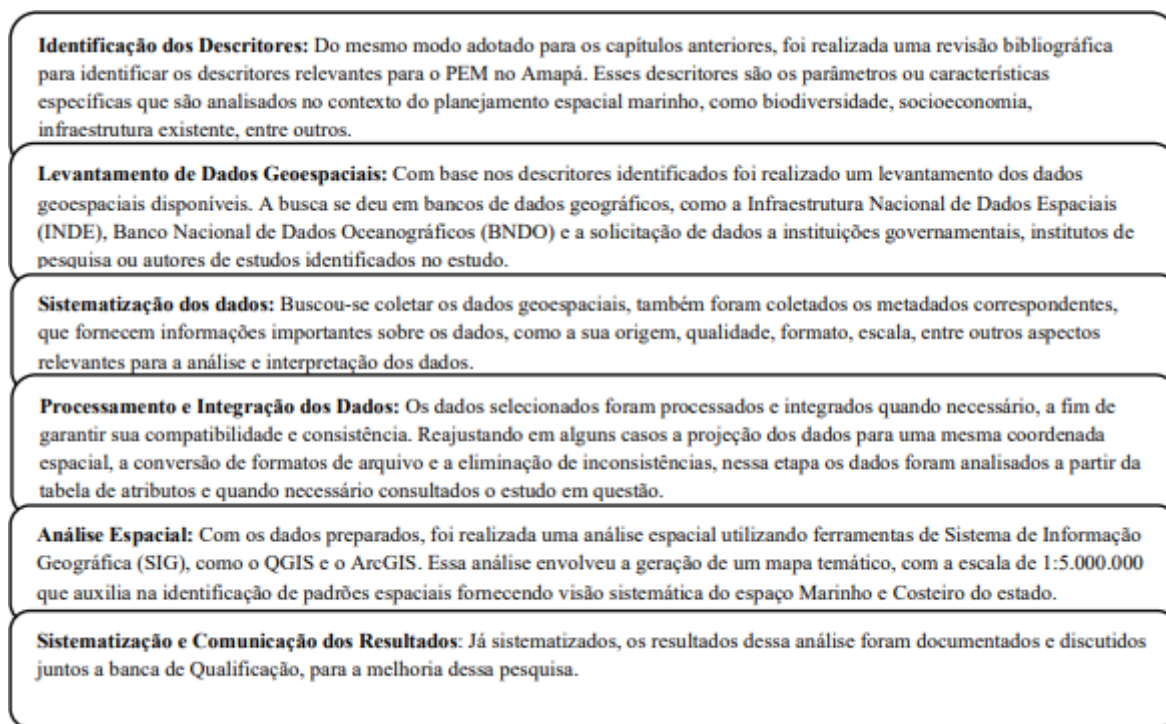 Identificação dos Descritores: Do mesmo modo adotado para os capítulos anteriores, foi realizada uma revisão bibliográfica
para identificar os descritores relevantes para o PEM no Amapá. Esses descritores são os parâmetros ou características
específicas que são analisados no contexto do planejamento espacial marinho, como biodiversidade, socioeconomia,
infraestrutura existente, entre outros.
Levantamento de Dados Geoespaciais: Com base nos descritores identificados foi realizado um levantamento dos dados
geoespaciais disponíveis. A busca se deu em bancos de dados geográficos, como a Infraestrutura Nacional de Dados Espaciais
(INDE), Banco Nacional de Dados Oceanográficos (BNDO) e a solicitação de dados a instituições governamentais, institutos de
pesquisa ou autores de estudos identificados no estudo.
Sistematização dos dados: Buscou-se coletar os dados geoespaciais, também foram coletados os metadados correspondentes,
que fornecem informações importantes sobre os dados, como a sua origem, qualidade, formato, escala, entre outros aspectos
relevantes para a análise e interpretação dos dados.
Processamento e Integração dos Dados: Os dados selecionados foram processados e integrados quando necessário, a fim de
garantir sua compatibilidade e consistência. Reajustando em alguns casos a projeção dos dados para uma mesma coordenada
espacial, a conversão de formatos de arquivo e a eliminação de inconsistências, nessa etapa os dados foram analisados a partir da
tabela de atributos e quando necessário consultados o estudo em questão.
Análise Espacial: Com os dados preparados, foi realizada uma análise espacial utilizando ferramentas de Sistema de Informação
Geográfica (SIG), como o QGIS e o ArcGIS. Essa análise envolveu a geração de um mapa temático, com a escala de 1:5.000.000
que auxilia na identificação de padrões espaciais fornecendo visão sistemática do espaço Marinho e Costeiro do estado.
Sistematização e Comunicação dos Resultados: Já sistematizados, os resultados dessa análise foram documentados e discutidos
juntos a banca de Qualificação, para a melhoria dessa pesquisa.